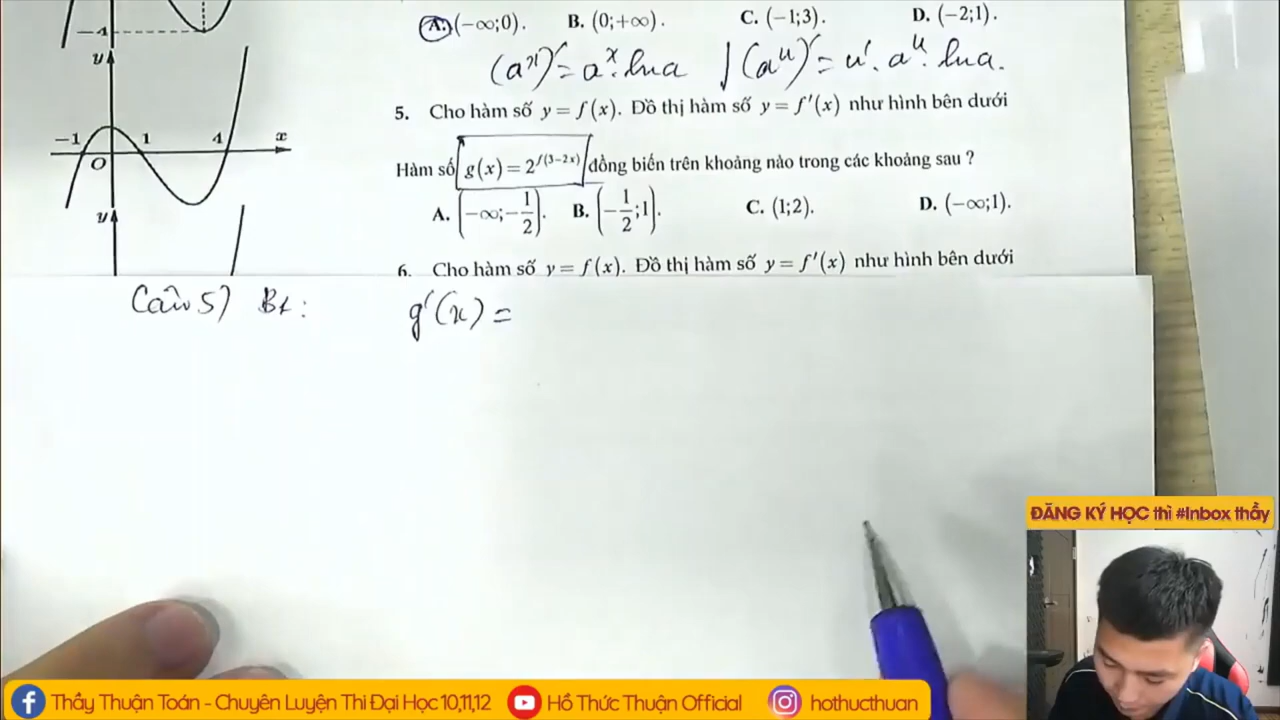 -4
A. (−∞;0). B. (0;+∞). C. (−1;3). D. (−2;1).
y
(a^x)' = a^x. lna (a^u)' = u'. a^u. lna.
5. Cho hàm số y = f(x). Đồ thị hàm số y = f'(x) như hình bên dưới
-1 1 4 x
O
Hàm số g(x) = 2^{f(3−2x)} đồng biến trên khoảng nào trong các khoảng sau ?
A. (−∞;−1/2). B. (−1/2;1). C. (1;2). D. (−∞;1).
y
6. Cho hàm số y = f(x). Đồ thị hàm số y = f'(x) như hình bên dưới
Câu 5) Bt: g'(x) =
ĐĂNG KÝ HỌC thì #Inbox thầy
Thầy Thuận Toán - Chuyên Luyện Thi Đại Học 10,11,12 Hồ Thức Thuận Official hothucthuan